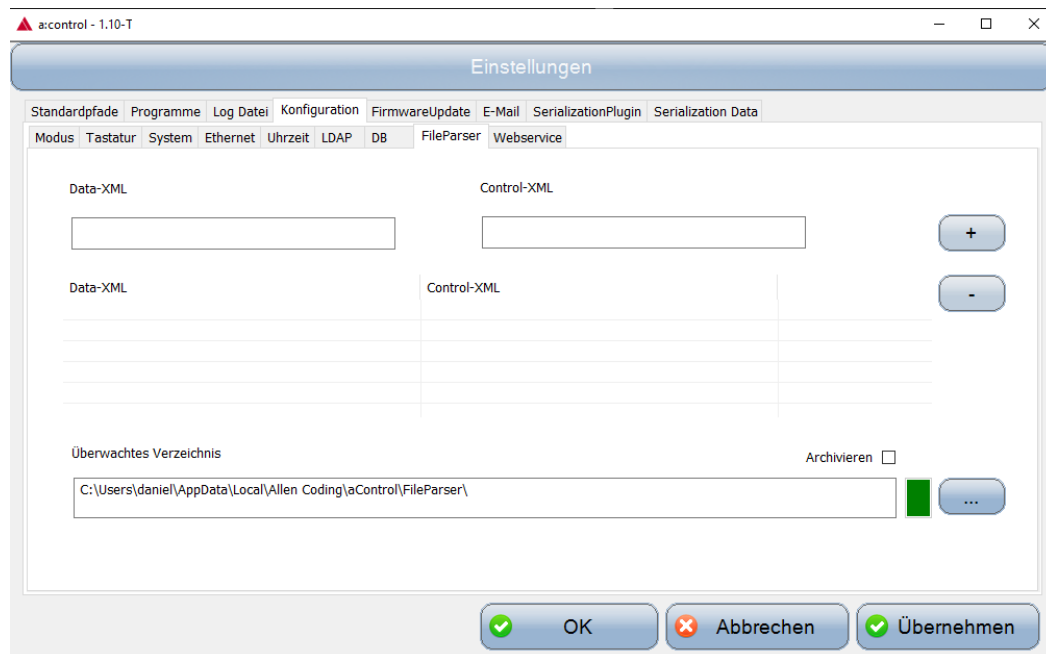 a:control - 1.10-T
Einstellungen
Standardpfade Programme Log Datei Konfiguration FirmwareUpdate E-Mail SerializationPlugin Serialization Data
Modus Tastatur System Ethernet Uhrzeit LDAP DB FileParser Webservice
Data-XML Control-XML
+
Data-XML Control-XML
-
Überwachtes Verzeichnis
Archivieren
C:\Users\daniel\AppData\Local\Allen Coding\aControl\FileParser\
...
OK Abbrechen Übernehmen